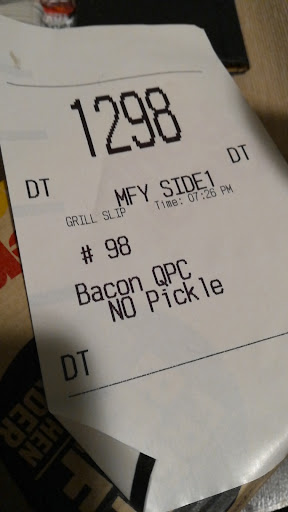 1298
DT
DT
MFY SIDE1
GRILL SLIP Time: 07:26 PM
# 98
Bacon QPC
NO Pickle
DT